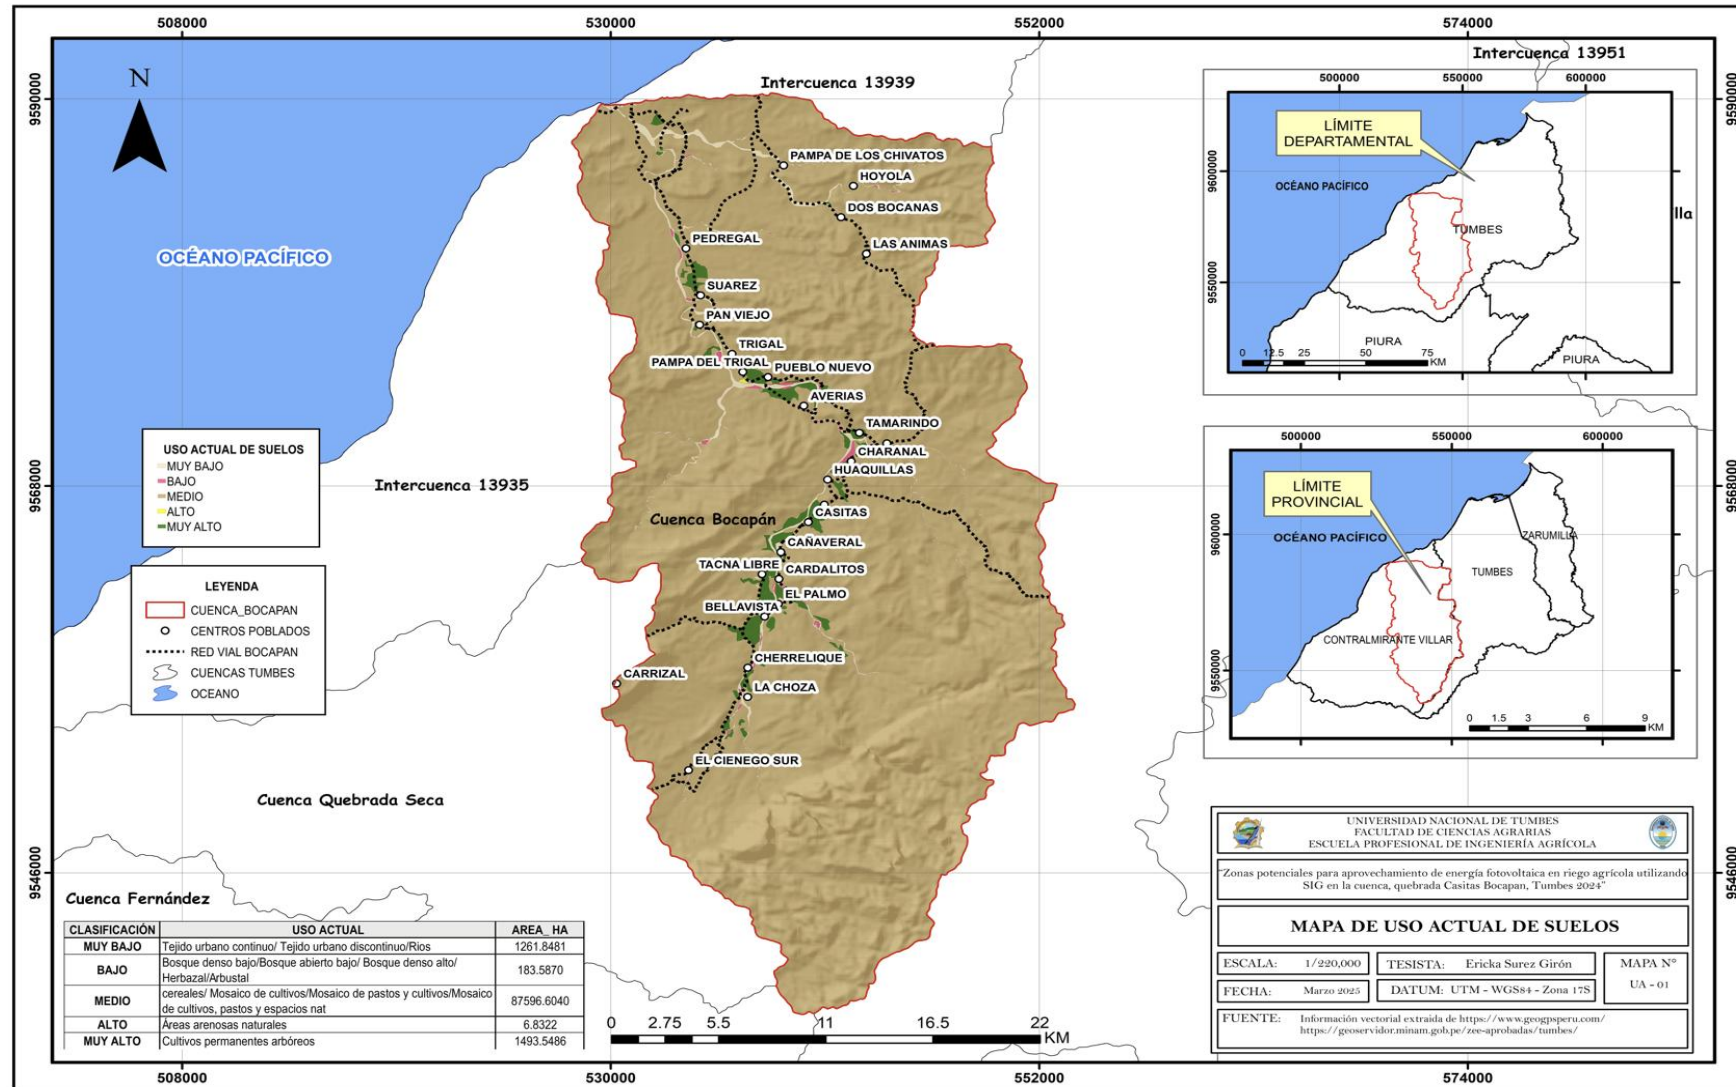 508000
530000
552000
574000
9590000
9568000
9546000
N
Intercuenca 13939
Intercuenca 13951
lla
OCÉANO PACÍFICO
Intercuenca 13935
Cuenca Bocapán
Cuenca Quebrada Seca
Cuenca Fernández
PAMPA DE LOS CHIVATOS
HOYOLA
DOS BOCANAS
LAS ANIMAS
PEDREGAL
SUAREZ
PAN VIEJO
TRIGAL
PAMPA DEL TRIGAL
PUEBLO NUEVO
AVERIAS
TAMARINDO
CHARANAL
HUAQUILLAS
CASITAS
CAÑAVERAL
TACNA LIBRE
CARDALITOS
EL PALMO
BELLAVISTA
CHERRELIQUE
CARRIZAL
LA CHOZA
EL CIENEGO SUR
USO ACTUAL DE SUELOS
MUY BAJO
BAJO
MEDIO
ALTO
MUY ALTO
LEYENDA
CUENCA_BOCAPAN
CENTROS POBLADOS
RED VIAL BOCAPAN
CUENCAS TUMBES
OCEANO
CLASIFICACIÓN USO ACTUAL AREA_ HA
MUY BAJO Tejido urbano continuo/ Tejido urbano discontinuo/Rios 1261.8481
BAJO Bosque denso bajo/Bosque abierto bajo/ Bosque denso alto/
Herbazal/Arbustal 183.5870
MEDIO cereales/ Mosaico de cultivos/Mosaico de pastos y cultivos/Mosaico
de cultivos, pastos y espacios nat 87596.6040
ALTO Áreas arenosas naturales 6.8322
MUY ALTO Cultivos permanentes arbóreos 1493.5486
0 2.75 5.5 11 16.5 22
KM
500000 550000 600000
9600000
9550000
LÍMITE
DEPARTAMENTAL
OCÉANO PACÍFICO
TUMBES
PIURA
PIURA
0 12.5 25 50 75
KM
500000 550000 600000
9600000
9550000
LÍMITE
PROVINCIAL
OCÉANO PACÍFICO
ZARUMILLA
TUMBES
CONTRALMIRANTE VILLAR
0 1.5 3 6 9
KM
UNIVERSIDAD NACIONAL DE TUMBES
FACULTAD DE CIENCIAS AGRARIAS
ESCUELA PROFESIONAL DE INGENIERÍA AGRÍCOLA
"Zonas potenciales para aprovechamiento de energía fotovoltaica en riego agrícola utilizando
SIG en la cuenca, quebrada Casitas Bocapan, Tumbes 2024"
MAPA DE USO ACTUAL DE SUELOS
ESCALA: 1/220,000
TESISTA: Ericka Surez Girón
MAPA N°
UA - 01
FECHA: Marzo 2025
DATUM: UTM - WGS84 - Zona 17S
FUENTE: Información vectorial extraida de https://www.geogpsperu.com/
https://geoservidor.minam.gob.pe/zee-aprobadas/tumbes/
508000
530000
552000
574000
9590000
9568000
9546000